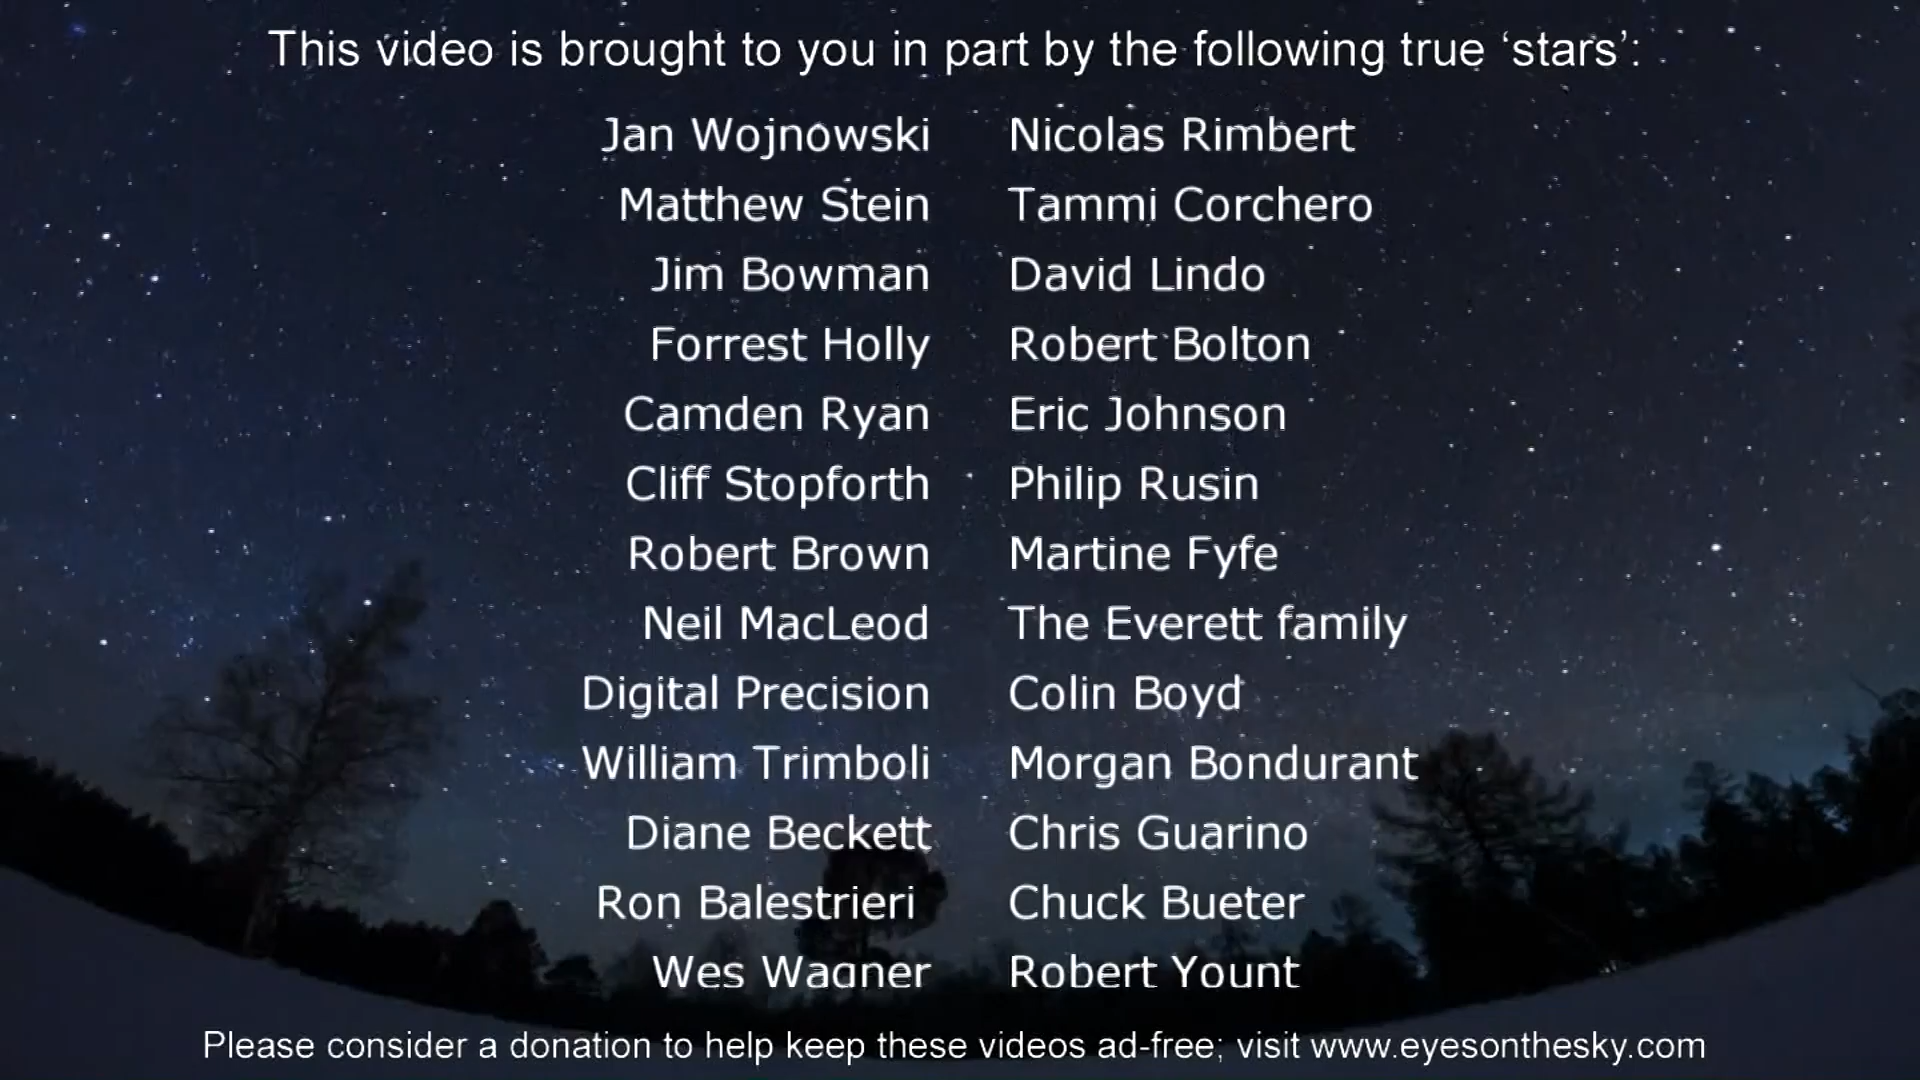 This video is brought to you in part by the following true ‘stars’:
Jan Wojnowski Nicolas Rimbert
Matthew Stein Tammi Corchero
Jim Bowman David Lindo
Forrest Holly Robert Bolton
Camden Ryan Eric Johnson
Cliff Stopforth Philip Rusin
Robert Brown Martine Fyfe
Neil MacLeod The Everett family
Digital Precision Colin Boyd
William Trimboli Morgan Bondurant
Diane Beckett Chris Guarino
Ron Balestrieri Chuck Bueter
Wes Wagner Robert Yount
Please consider a donation to help keep these videos ad-free; visit www.eyesonthesky.com